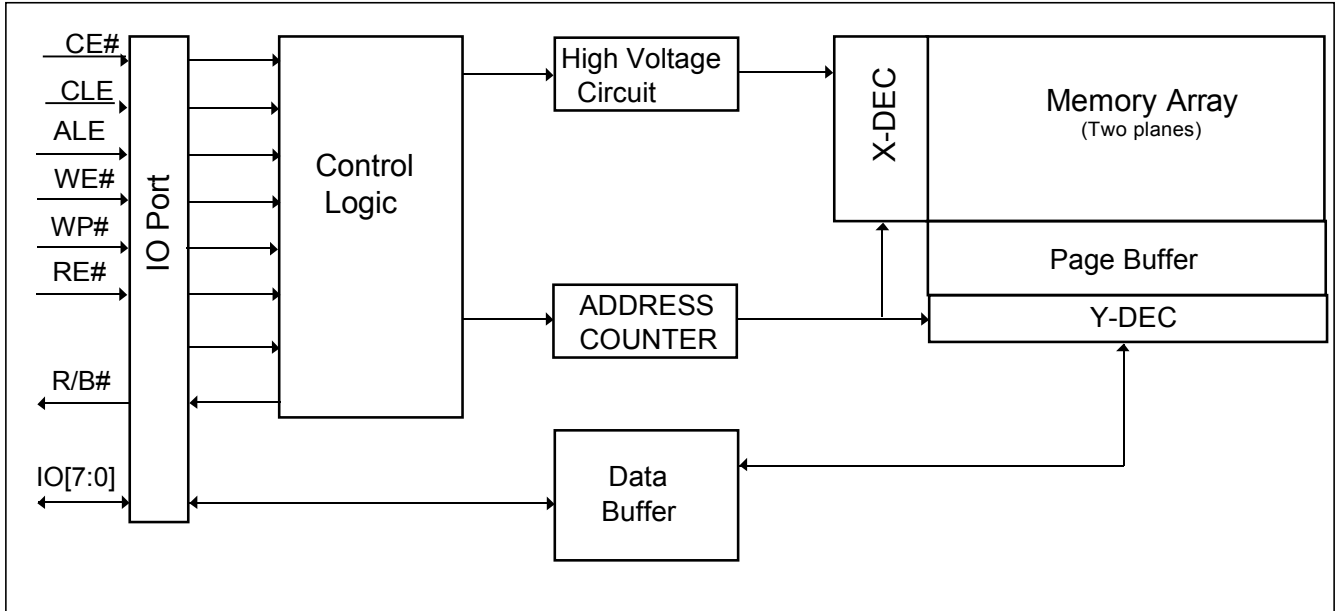 CE#
CLE
ALE
WE#
WP#
RE#
R/B#
IO[7:0]
IO Port
Control
Logic
High Voltage
Circuit
ADDRESS
COUNTER
Data
Buffer
X-DEC
Memory Array
(Two planes)
Page Buffer
Y-DEC